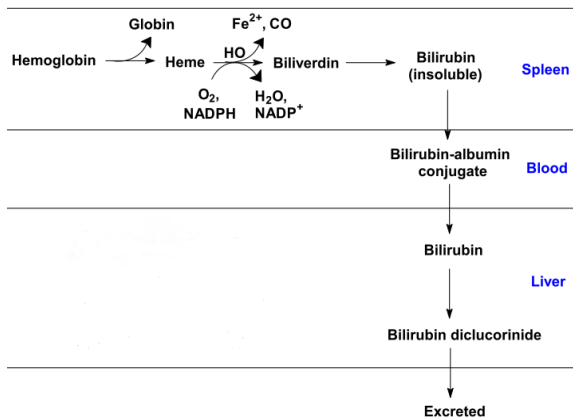 Globin
Fe2+, CO
Hemoglobin
Heme
HO
Biliverdin
Bilirubin
(insoluble)
Spleen
O2,
NADPH
H2O,
NADP+
Bilirubin-albumin
conjugate
Blood
Bilirubin
Liver
Bilirubin diclucorinide
Excreted